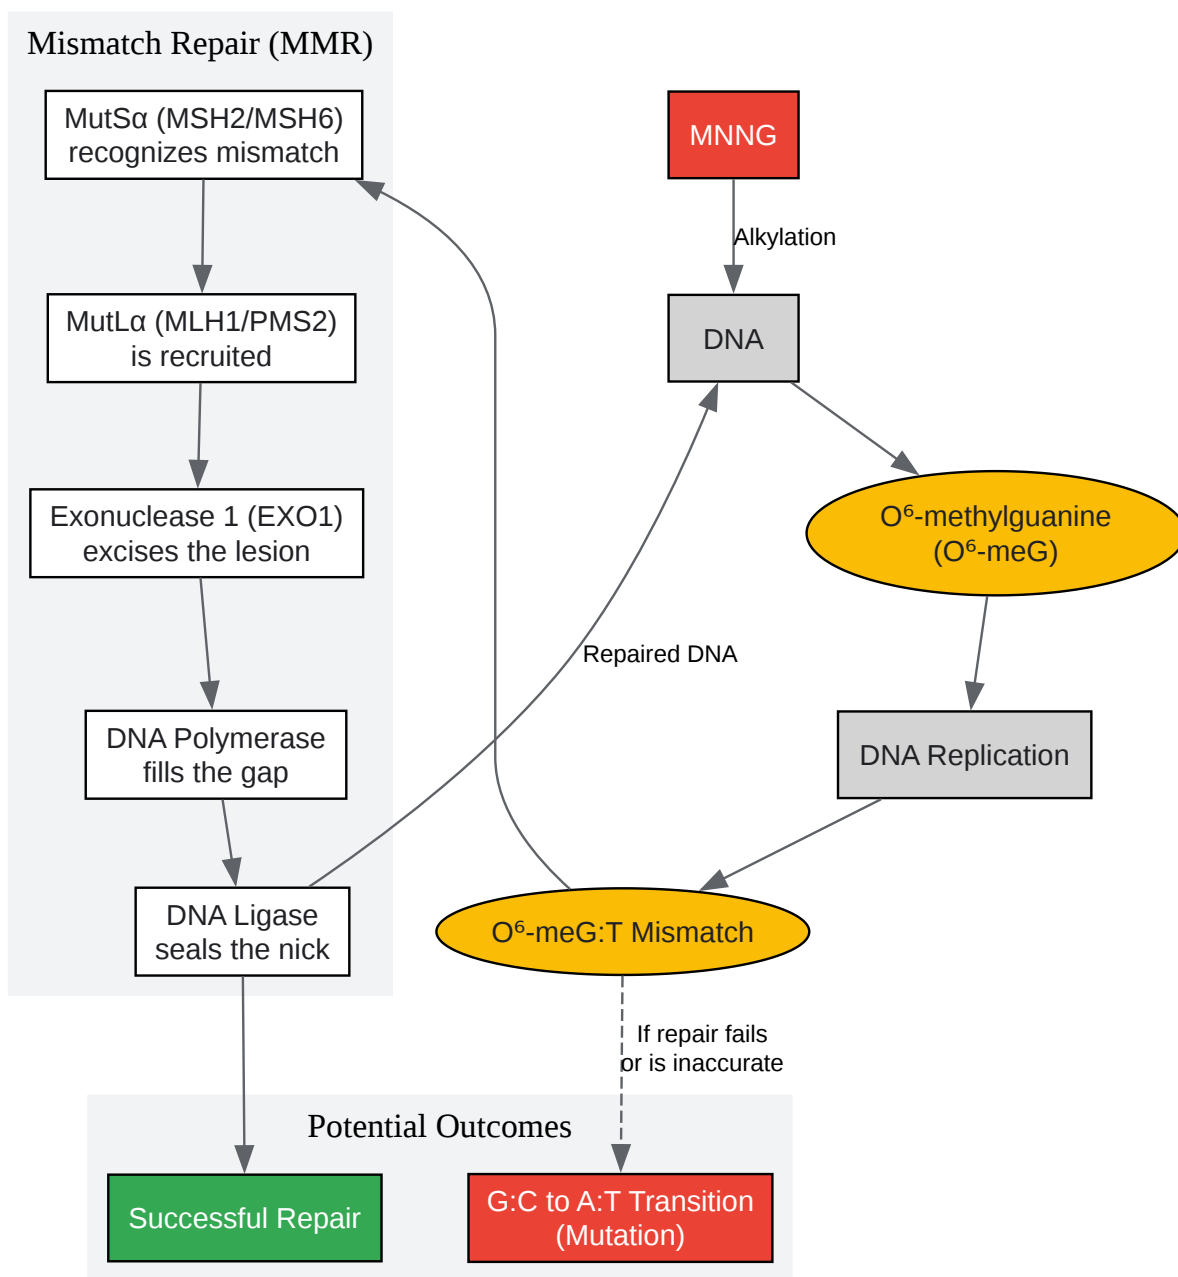 Mismatch Repair (MMR)
MutSα (MSH2/MSH6)
recognizes mismatch
MutLα (MLH1/PMS2)
is recruited
Exonuclease 1 (EXO1)
excises the lesion
DNA Polymerase
fills the gap
DNA Ligase
seals the nick
MNNG
Alkylation
DNA
O⁶-methylguanine
(O⁶-meG)
Repaired DNA
DNA Replication
O⁶-meG:T Mismatch
If repair fails
or is inaccurate
Potential Outcomes
Successful Repair
G:C to A:T Transition
(Mutation)